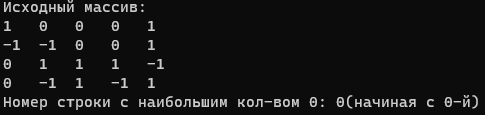 Исходный массив:
1 0 0 0 1
-1 -1 0 0 1
0 1 1 1 -1
0 -1 1 -1 1
Номер строки с наибольшим кол-вом 0: 0(начиная с 0-й)